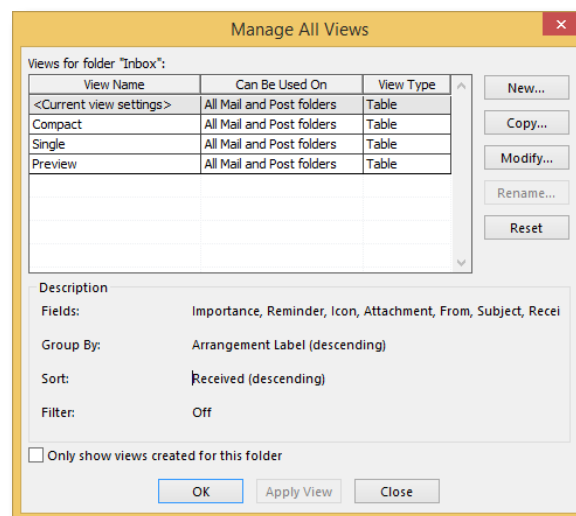 Manage All Views
Views for folder "Inbox":
View Name Can Be Used On View Type
<Current view settings> All Mail and Post folders Table
Compact All Mail and Post folders Table
Single All Mail and Post folders Table
Preview All Mail and Post folders Table
New...
Copy...
Modify...
Rename...
Reset
Description
Fields: Importance, Reminder, Icon, Attachment, From, Subject, Recei
Group By: Arrangement Label (descending)
Sort: Received (descending)
Filter: Off
Only show views created for this folder
OK Apply View Close